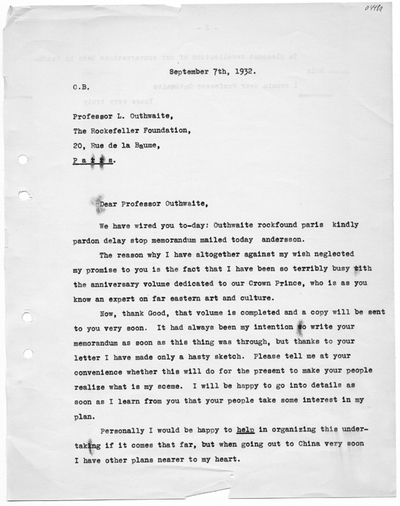 September 7th, 1932.
C.B.
Professor L. Outhwaite,
The Rockefeller Foundation,
20, Rue de la Baume,
P a r i s.
Dear Professor Outhwaite,
We have wired you to-day: Outhwaite rockfound paris kindly
pardon delay stop memorandum mailed today andersson.
The reason why I have altogether against my wish neglected
my promise to you is the fact that I have been so terribly busy with
the anniversary volume dedicated to our Crown Prince, who is as you
know an expert on far eastern art and culture.
Now, thank Good, that volume is completed and a copy will be sent
to you very soon. It had always been my intention to write your
memorandum as soon as this thing was through, but thanks to your
letter I have made only a hasty sketch. Please tell me at your
convenience whether this will do for the present to make your people
realize what is my scheme. I will be happy to go into details as
soon as I learn from you that your people take some interest in my
plan.
Personally I would be happy to help in organizing this under-
taking if it comes that far, but when going out to China very soon
I have other plans nearer to my heart.